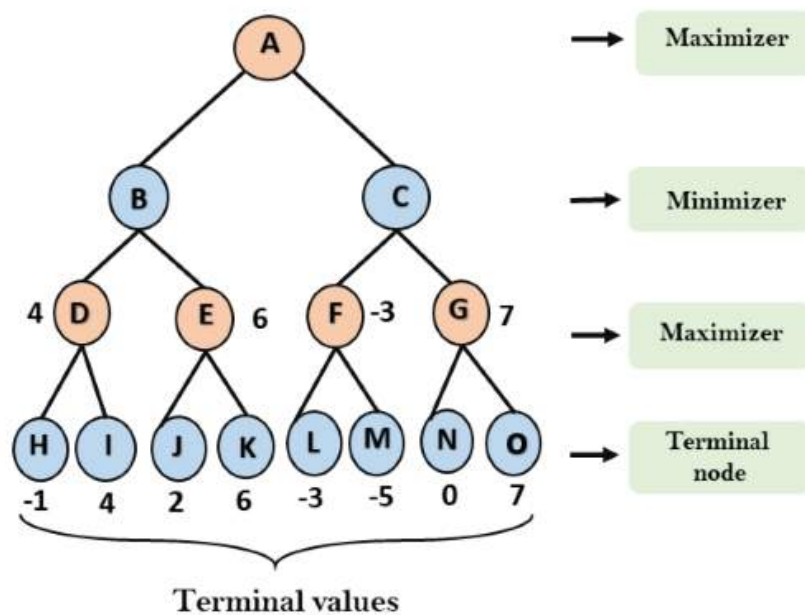 A
Maximizer
B
C
Minimizer
4
D
E
6
F
-3
G
7
Maximizer
H
I
J
K
L
M
N
O
Terminal
node
-1
4
2
6
-3
-5
0
7
Terminal values